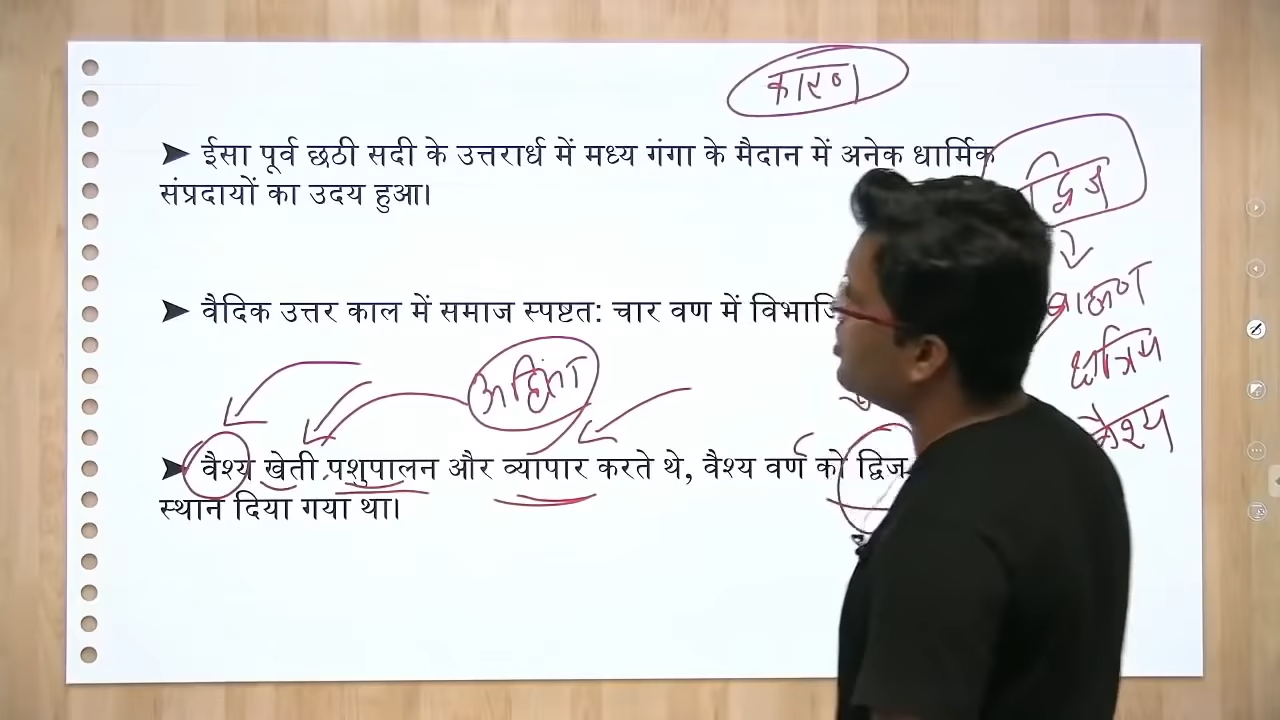 कारण
➤ ईसा पूर्व छठी सदी के उत्तरार्ध में मध्य गंगा के मैदान में अनेक धार्मिक
संप्रदायों का उदय हुआ।
द्विज
ब्राह्मण
क्षत्रिय
वैश्य
➤ वैदिक उत्तर काल में समाज स्पष्टत: चार वण में
अहिंसा
➤ वैश्य खेती,पशुपालन और व्यापार करते थे, वैश्य वर्ण को द्विज
स्थान दिया गया था।